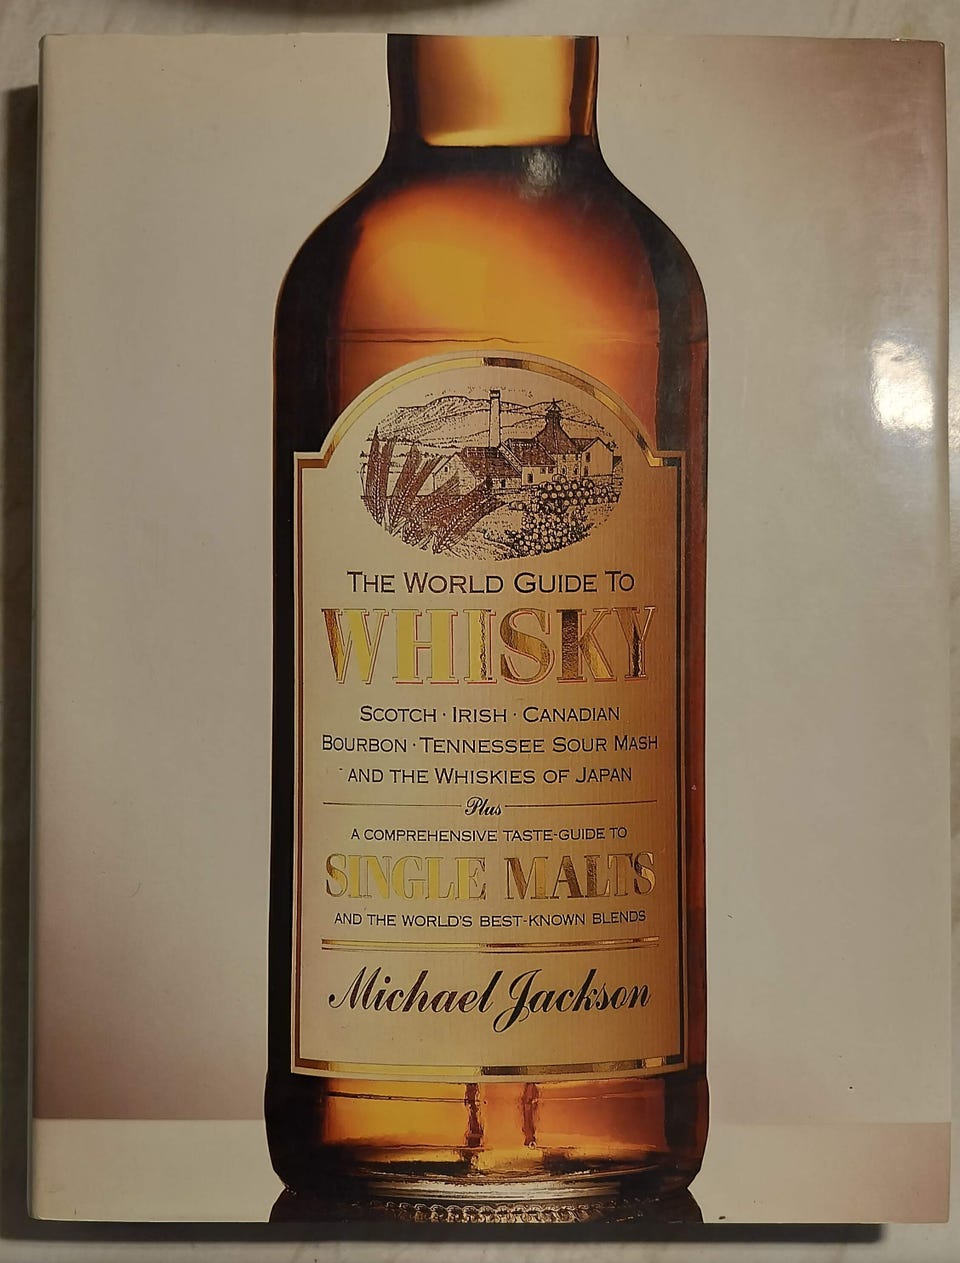 THE WORLD GUIDE TO
WHISKY
SCOTCH · IRISH · CANADIAN
BOURBON · TENNESSEE SOUR MASH
AND THE WHISKIES OF JAPAN
Plus
A COMPREHENSIVE TASTE-GUIDE TO
SINGLE MALTS
AND THE WORLD'S BEST-KNOWN BLENDS
Michael Jackson